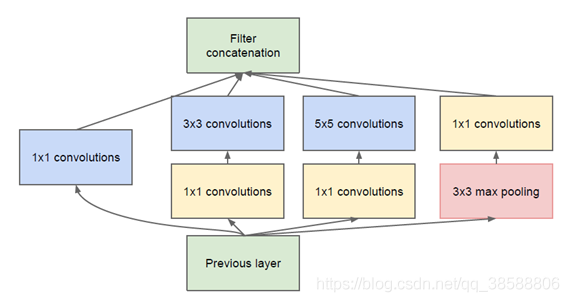 Filter
concatenation
3x3 convolutions
5x5 convolutions
1x1 convolutions
1x1 convolutions
1x1 convolutions
1x1 convolutions
3x3 max pooling
Previous layer
https://blog.csdn.net/qq_38588806